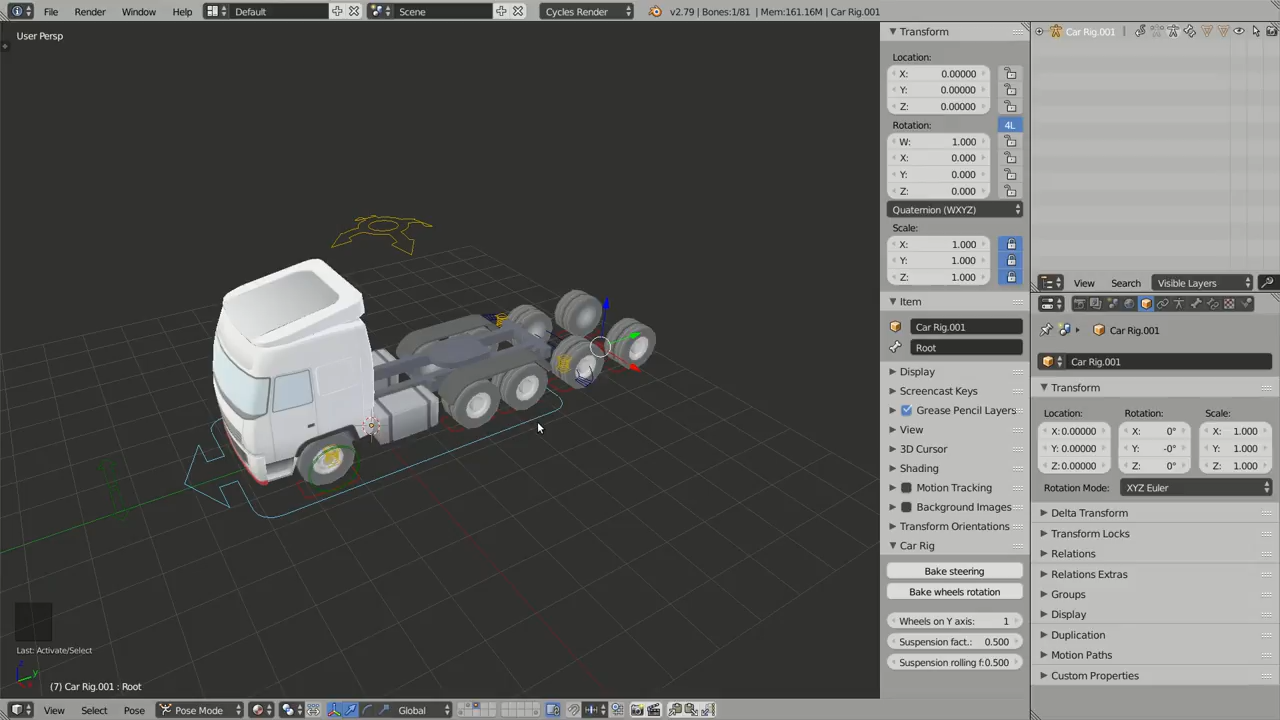 File Render Window Help Default Scene Cycles Render v2.79 | Bones:1/81 | Mem:161.16M | Car Rig.001
User Persp
Transform
Location:
X: 0.00000
Y: 0.00000
Z: 0.00000
Rotation: 4L
W: 1.000
X: 0.000
Y: 0.000
Z: 0.000
Quaternion (WXYZ)
Scale:
X: 1.000
Y: 1.000
Z: 1.000
Item
Car Rig.001
Root
Display
Screencast Keys
Grease Pencil Layers
View
3D Cursor
Shading
Motion Tracking
Background Images
Transform Orientations
Car Rig
Bake steering
Bake wheels rotation
Wheels on Y axis: 1
Suspension fact.: 0.500
Suspension rolling f: 0.500
Car Rig.001
View Search Visible Layers
Car Rig.001
Car Rig.001
Transform
Location: Rotation: Scale:
X: 0.00000 X: 0° X: 1.000
Y: 0.00000 Y: -0° Y: 1.000
Z: 0.00000 Z: 0° Z: 1.000
Rotation Mode: XYZ Euler
Delta Transform
Transform Locks
Relations
Relations Extras
Groups
Display
Duplication
Motion Paths
Custom Properties
Last: Activate/Select
z
y
(7) Car Rig.001 : Root
View Select Pose Pose Mode Global